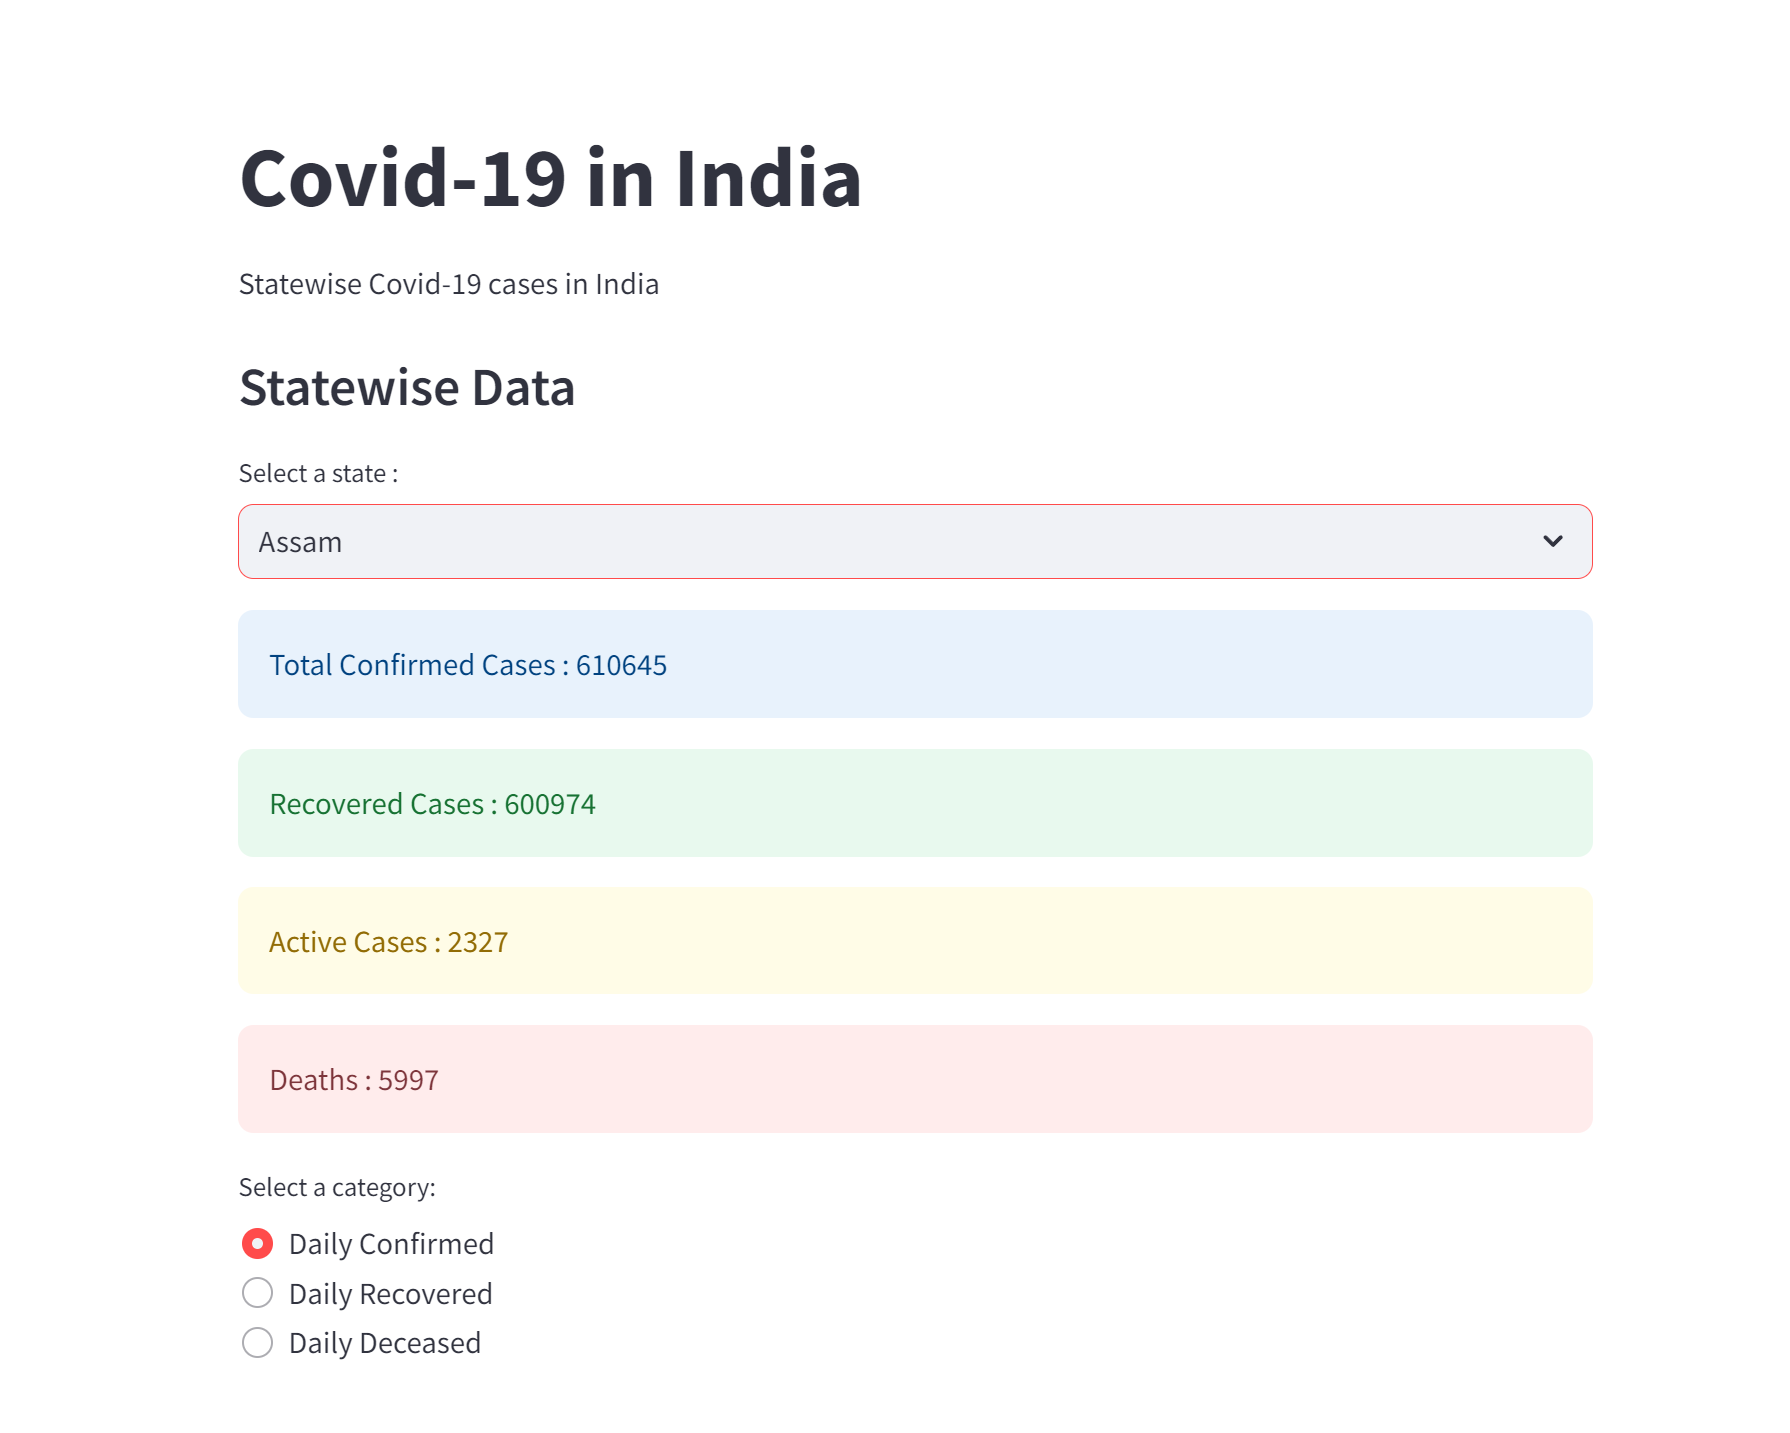 Covid-19 in India
Statewise Covid-19 cases in India
Statewise Data
Select a state :
Assam
Total Confirmed Cases : 610645
Recovered Cases : 600974
Active Cases : 2327
Deaths : 5997
Select a category:
Daily Confirmed
Daily Recovered
Daily Deceased